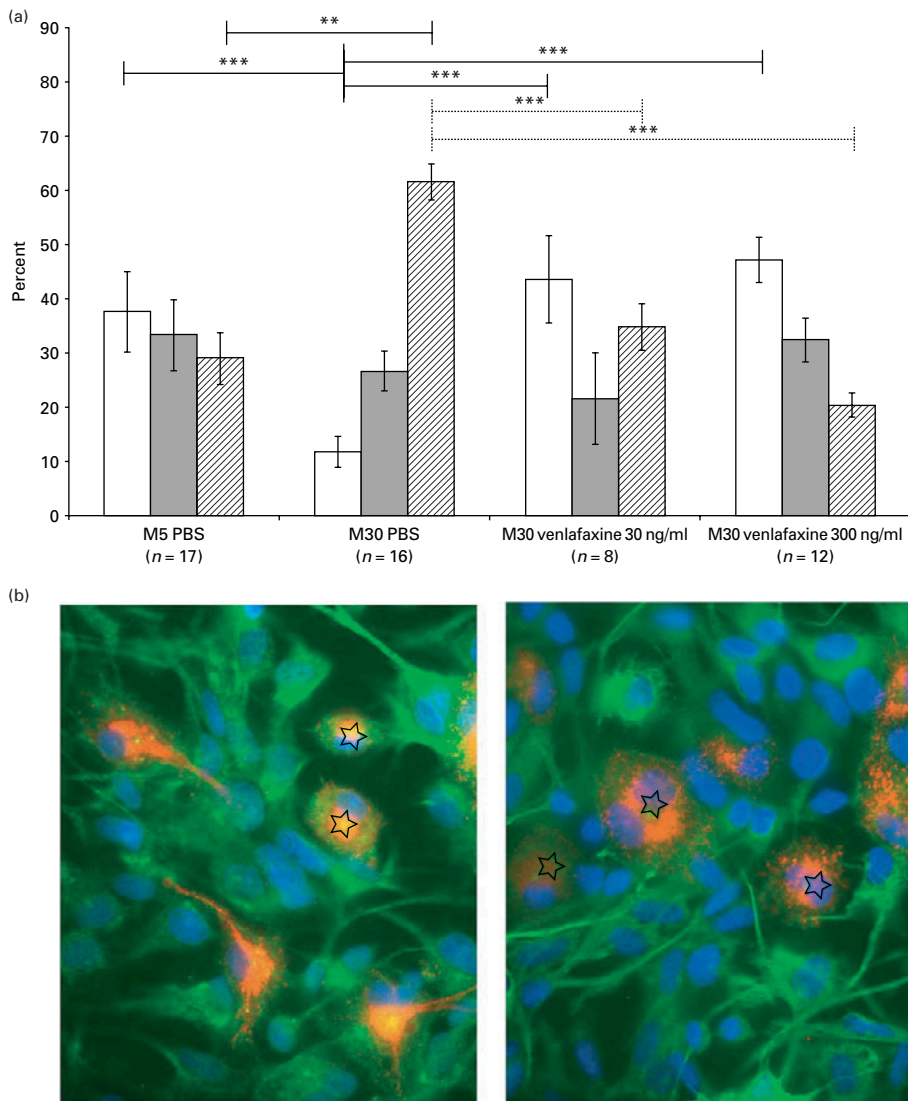 (a)
90
80
70
60
50
40
30
20
10
0
Percent
**
***
***
***
***
***
M5 PBS
(n = 17)
M30 PBS
(n = 16)
M30 venlafaxine 30 ng/ml
(n = 8)
M30 venlafaxine 300 ng/ml
(n = 12)
(b)